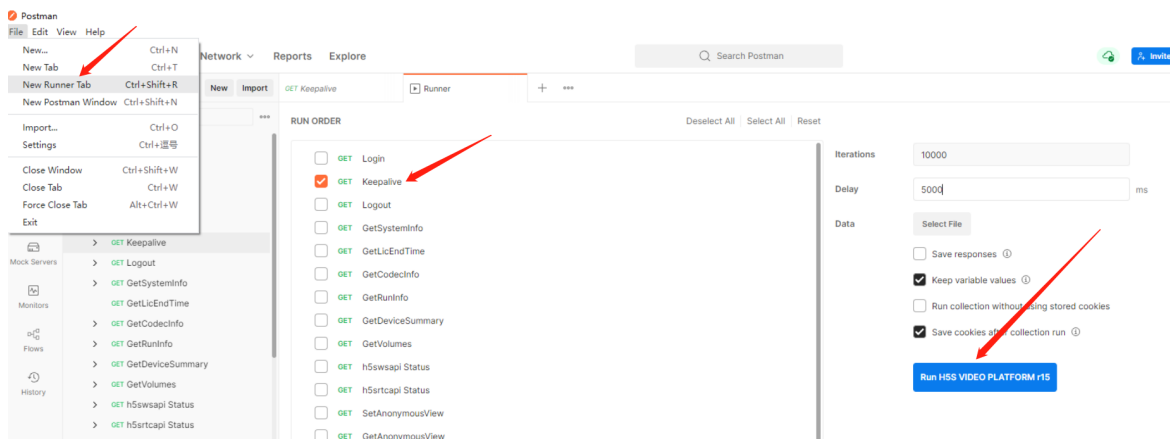 Postman
File Edit View Help
New... Ctrl+N
New Tab Ctrl+T
New Runner Tab Ctrl+Shift+R
New Postman Window Ctrl+Shift+N
Import... Ctrl+O
Settings Ctrl+逗号
Close Window Ctrl+Shift+W
Close Tab Ctrl+W
Force Close Tab Alt+Ctrl+W
Exit
Network Reports Explore
Search Postman
Invite
New Import
GET Keepalive
Runner
RUN ORDER
Deselect All Select All Reset
GET Login
GET Keepalive
GET Logout
GET GetSystemInfo
GET GetLicEndTime
GET GetCodecInfo
GET GetRunInfo
GET GetDeviceSummary
GET GetVolumes
GET h5swsapi Status
GET h5srtcapi Status
GET SetAnonymousView
GET GetAnonymousView
Iterations 10000
Delay 5000 ms
Data Select File
Save responses
Keep variable values
Run collection without using stored cookies
Save cookies after collection run
Run H5S VIDEO PLATFORM r15
Mock Servers
Monitors
Flows
History
GET Keepalive
GET Logout
GET GetSystemInfo
GET GetLicEndTime
GET GetCodecInfo
GET GetRunInfo
GET GetDeviceSummary
GET GetVolumes
GET h5swsapi Status
GET h5srtcapi Status